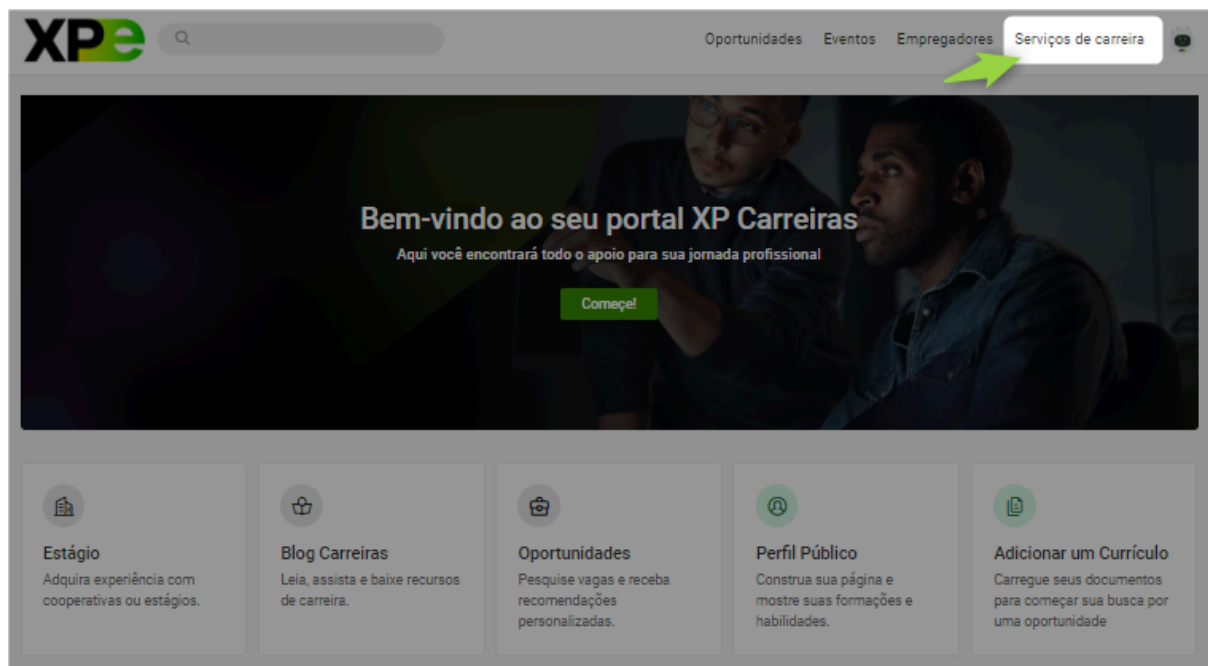 XPe
Oportunidades Eventos Empregadores Serviços de carreira
Bem-vindo ao seu portal XP Carreiras
Aqui você encontrará todo o apoio para sua jornada profissional
Começe!
Estágio
Adquira experiência com
cooperativas ou estágios.
Blog Carreiras
Leia, assista e baixe recursos
de carreira.
Oportunidades
Pesquise vagas e receba
recomendações
personalizadas.
Perfil Público
Construa sua página e
mostre suas formações e
habilidades.
Adicionar um Currículo
Carregue seus documentos
para começar sua busca por
uma oportunidade